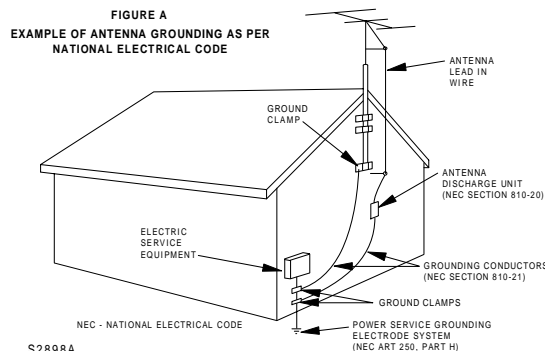 FIGURE A
EXAMPLE OF ANTENNA GROUNDING AS PER
NATIONAL ELECTRICAL CODE
ANTENNA
LEAD IN
WIRE
GROUND
CLAMP
ANTENNA
DISCHARGE UNIT
(NEC SECTION 810-20)
ELECTRIC
SERVICE
EQUIPMENT
GROUNDING CONDUCTORS
(NEC SECTION 810-21)
GROUND CLAMPS
NEC - NATIONAL ELECTRICAL CODE
POWER SERVICE GROUNDING
ELECTRODE SYSTEM
(NEC ART 250, PART H)
S2898A